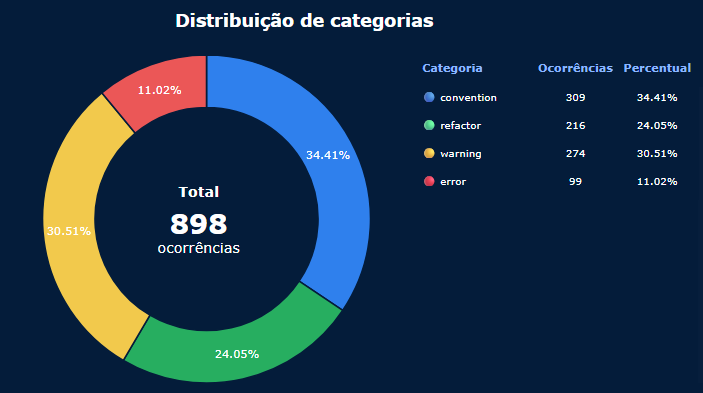 Distribuição de categorias
34.41%
24.05%
30.51%
11.02%
Total
898
ocorrências
Categoria Ocorrências Percentual
convention 309 34.41%
refactor 216 24.05%
warning 274 30.51%
error 99 11.02%